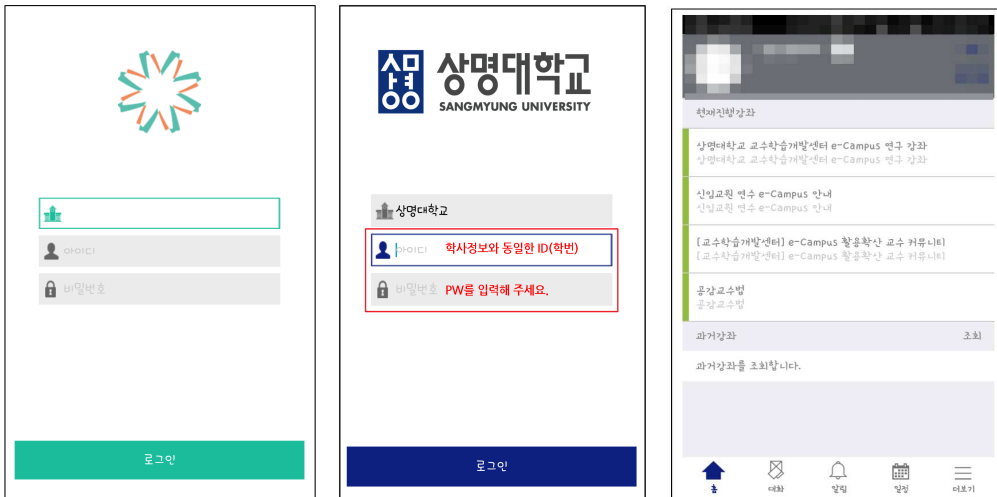 아이디
비밀번호
로그인
상명
상명대학교
SANGMYUNG UNIVERSITY
상명대학교
아이디 학사정보와 동일한 ID(학번)
비밀번호 PW를 입력해 주세요.
로그인
현재진행강좌
상명대학교 교수학습개발센터 e-Campus 연구 강좌
상명대학교 교수학습개발센터 e-Campus 연구 강좌
신임교원 연수 e-Campus 안내
신임교원 연수 e-Campus 안내
[교수학습개발센터] e-Campus 활용확산 교수 커뮤니티
[교수학습개발센터] e-Campus 활용확산 교수 커뮤니티
공감교수법
공감교수법
과거강좌 조회
과거강좌를 조회합니다.
홈 대화 알림 일정 더보기